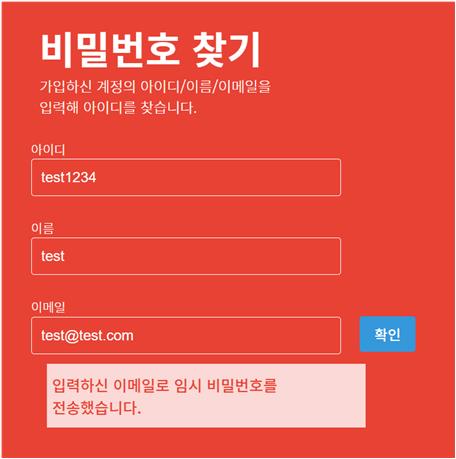 비밀번호 찾기
가입하신 계정의 아이디/이름/이메일을
입력해 아이디를 찾습니다.
아이디
test1234
이름
test
이메일
test@test.com
확인
입력하신 이메일로 임시 비밀번호를
전송했습니다.